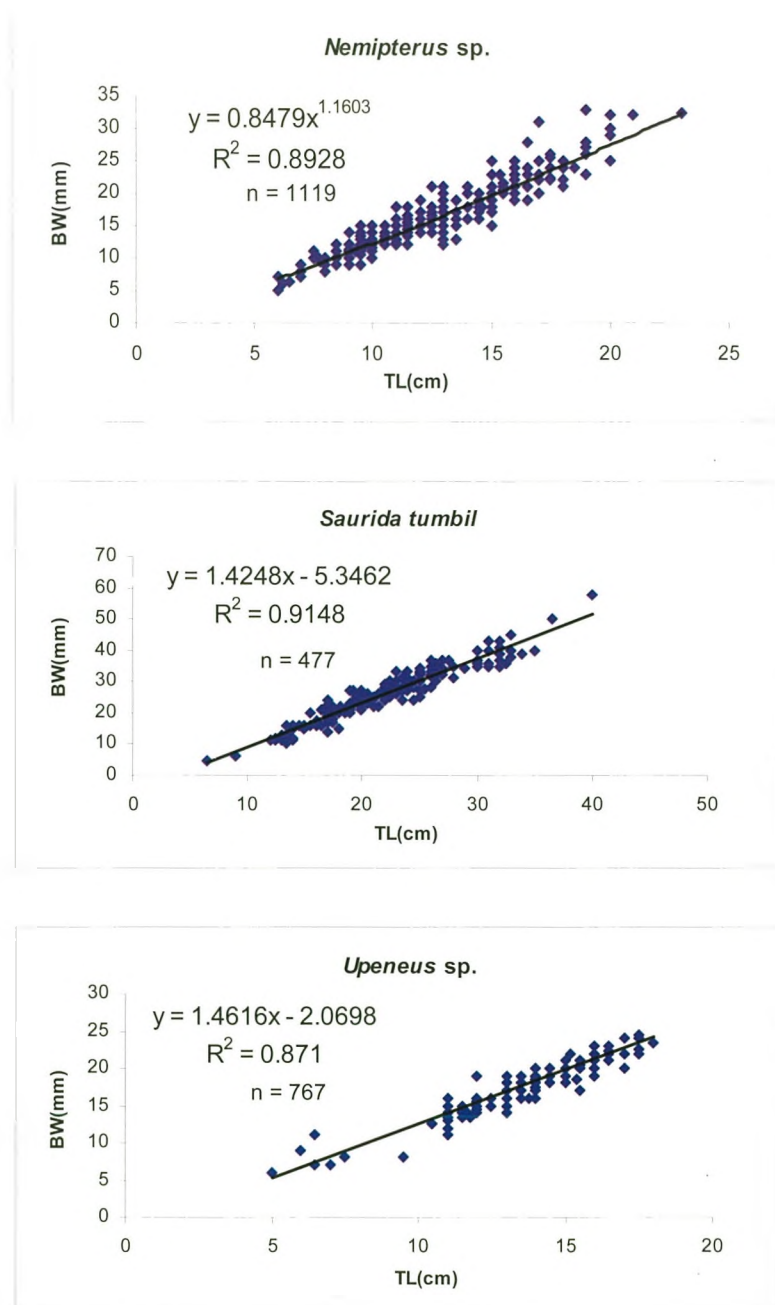 Nemipterus sp.
y = 0.8479x^1.1603
R² = 0.8928
n = 1119
BW(mm)
35
30
25
20
15
10
5
0
0 5 10 15 20 25
TL(cm)
Saurida tumbil
y = 1.4248x - 5.3462
R² = 0.9148
n = 477
BW(mm)
70
60
50
40
30
20
10
0
0 10 20 30 40 50
TL(cm)
Upeneus sp.
y = 1.4616x - 2.0698
R² = 0.871
n = 767
BW(mm)
30
25
20
15
10
5
0
0 5 10 15 20
TL(cm)